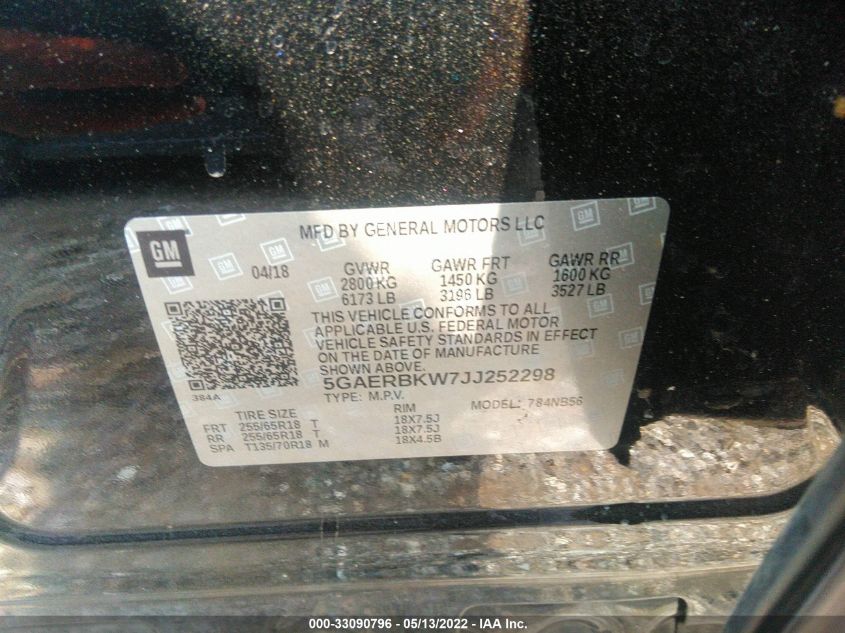 MFD BY GENERAL MOTORS LLC
GM
04/18
GVWR GAWR FRT GAWR RR
2800 KG 1450 KG 1600 KG
6173 LB 3196 LB 3527 LB
THIS VEHICLE CONFORMS TO ALL
APPLICABLE U.S. FEDERAL MOTOR
VEHICLE SAFETY STANDARDS IN EFFECT
ON THE DATE OF MANUFACTURE
SHOWN ABOVE.
384A
5GAERBKW7JJ252298
TYPE: M.P.V. MODEL: 784NB56
TIRE SIZE RIM
FRT 255/65R18 T 18X7.5J
RR 255/65R18 T 18X7.5J
SPA T135/70R18 M 18X4.5B
000-33090796 - 05/13/2022 - IAA Inc.